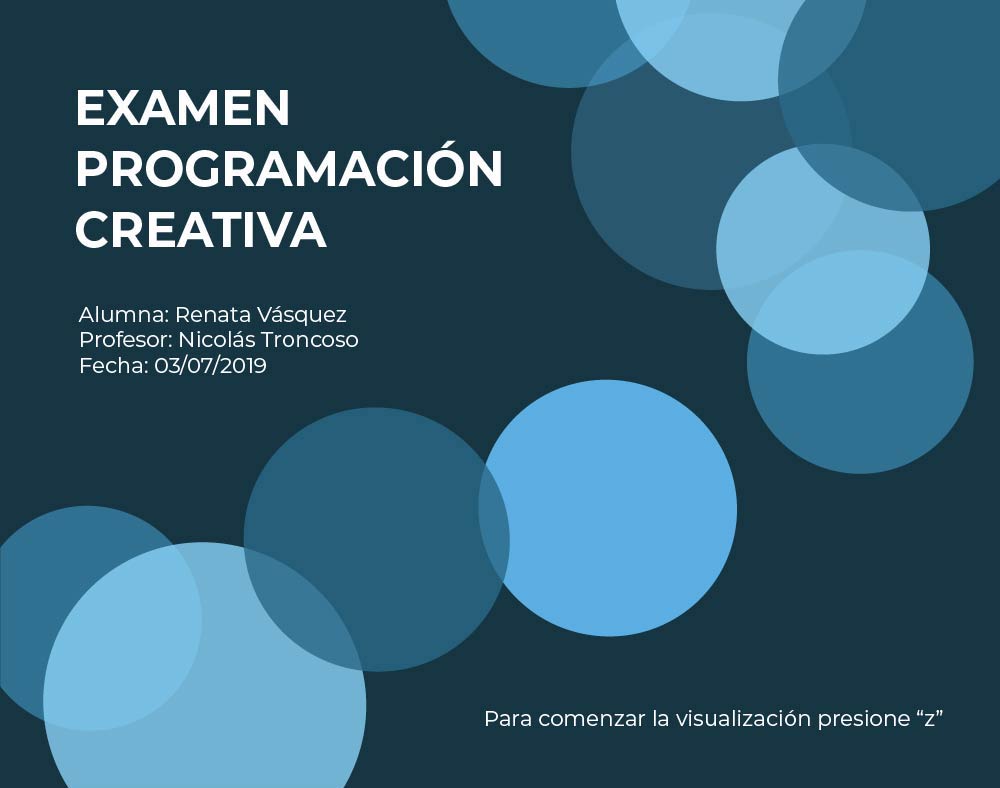 EXAMEN
PROGRAMACIÓN
CREATIVA
Alumna: Renata Vásquez
Profesor: Nicolás Troncoso
Fecha: 03/07/2019
Para comenzar la visualización presione “z”